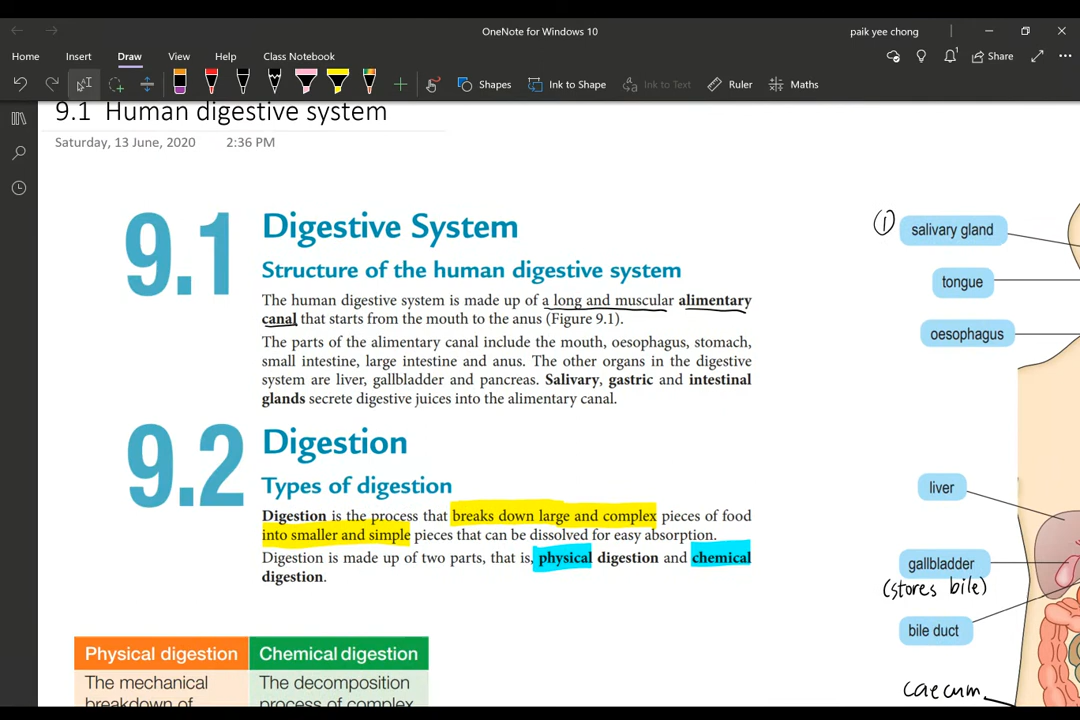 OneNote for Windows 10
paik yee chong
Home
Insert
Draw
View
Help
Class Notebook
1
Share
Shapes
Ink to Shape
Ink to Text
Ruler
Maths
9.1 Human digestive system
Saturday, 13 June, 2020 2:36 PM
9.1 Digestive System
Structure of the human digestive system
The human digestive system is made up of a long and muscular alimentary
canal that starts from the mouth to the anus (Figure 9.1).
The parts of the alimentary canal include the mouth, oesophagus, stomach,
small intestine, large intestine and anus. The other organs in the digestive
system are liver, gallbladder and pancreas. Salivary, gastric and intestinal
glands secrete digestive juices into the alimentary canal.
9.2 Digestion
Types of digestion
Digestion is the process that breaks down large and complex pieces of food
into smaller and simple pieces that can be dissolved for easy absorption.
Digestion is made up of two parts, that is, physical digestion and chemical
digestion.
Physical digestion
Chemical digestion
The mechanical
breakdown of
The decomposition
process of complex
① salivary gland
tongue
oesophagus
liver
gallbladder
(stores bile)
bile duct
caecum